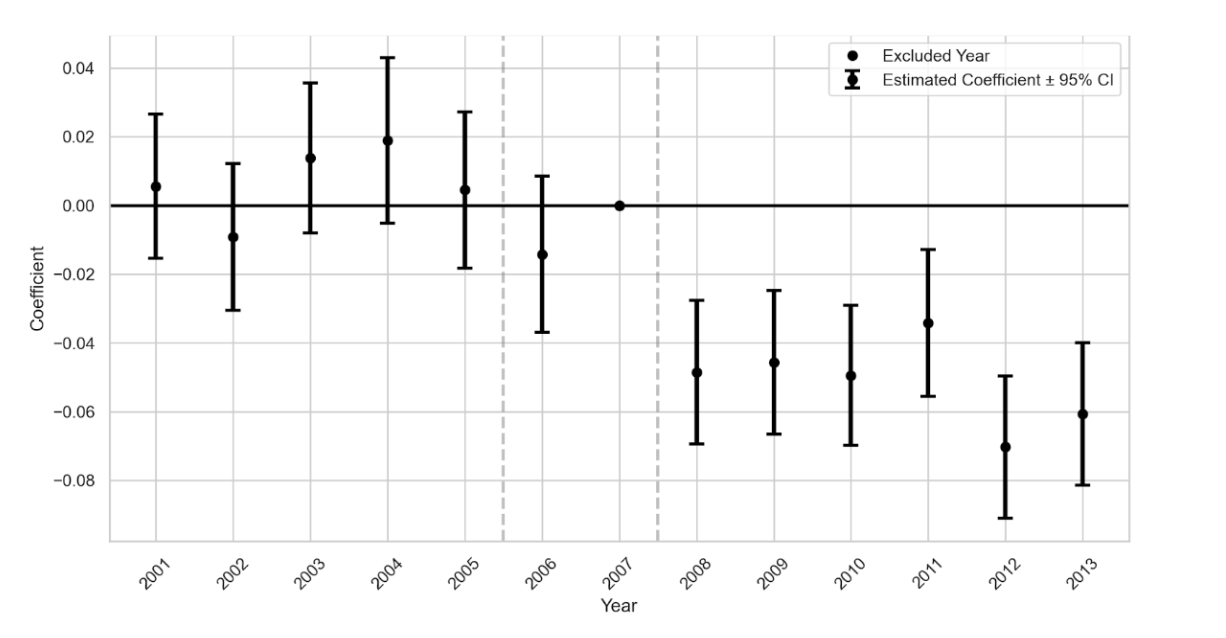 Excluded Year
Estimated Coefficient ± 95% CI
0.04
0.02
0.00
−0.02
−0.04
−0.06
−0.08
Coefficient
2001 2002 2003 2004 2005 2006 2007 2008 2009 2010 2011 2012 2013
Year